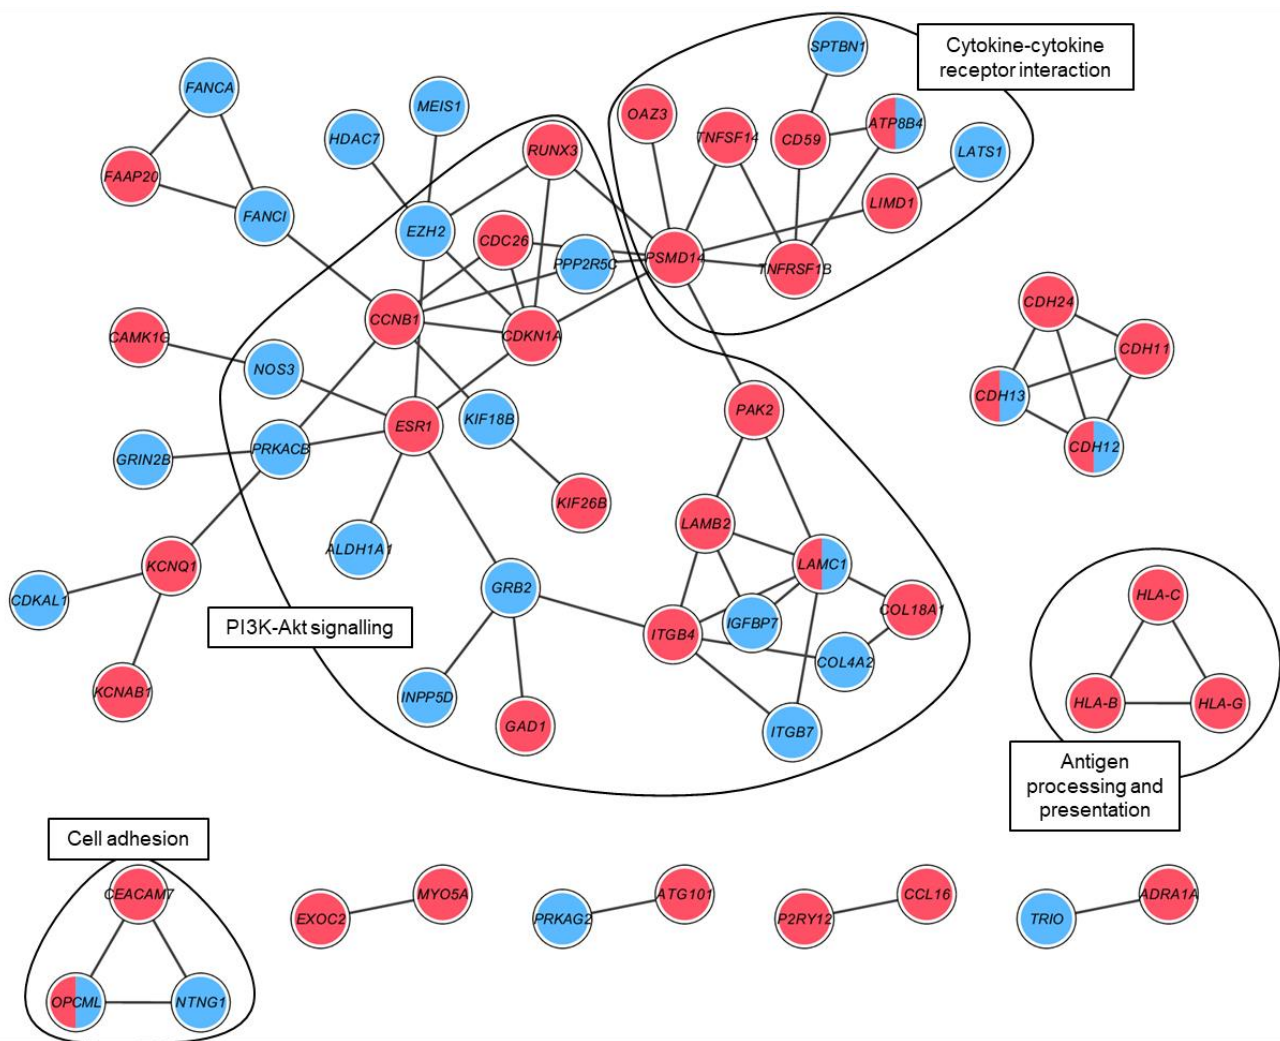 SPTBN1
Cytokine-cytokine
receptor interaction
FANCA
MEIS1
OAZ3
HDAC7
TNFSF14
CD59
ATP8B4
RUNX3
LATS1
FAAP20
LIMD1
FANCI
EZH2
CDC26
PPP2R5C
PSMD14
TNFRSF1B
CDH24
CCNB1
CDKN1A
CAMK1G
CDH11
NOS3
CDH13
PAK2
ESR1
KIF18B
CDH12
GRIN2B
PRKACB
KIF26B
LAMB2
ALDH1A1
LAMC1
KCNQ1
GRB2
HLA-C
CDKAL1
COL18A1
PI3K-Akt signalling
IGFBP7
ITGB4
COL4A2
KCNAB1
INPP5D
GAD1
ITGB7
HLA-B
HLA-G
Antigen
processing and
presentation
Cell adhesion
CEACAM7
MYO5A
ATG101
CCL16
ADRA1A
EXOC2
PRKAG2
P2RY12
TRIO
OPCML
NTNG1